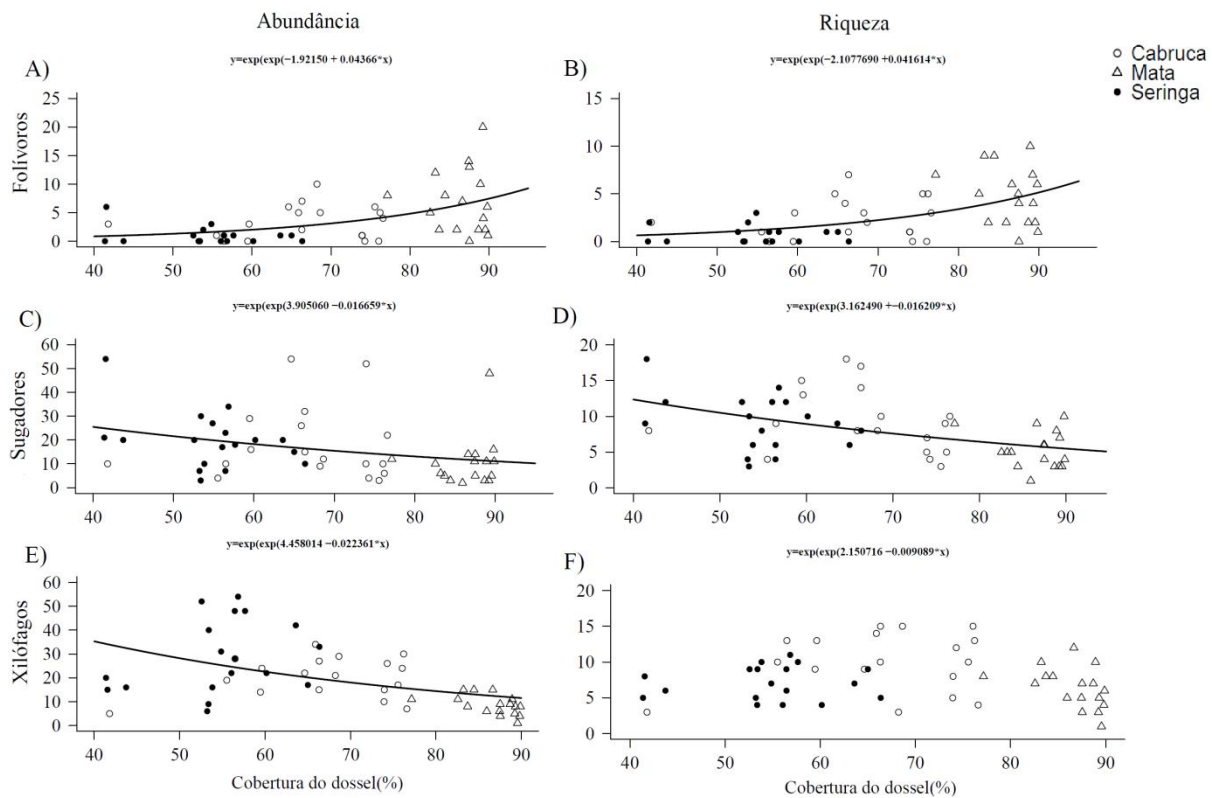 Abundância
Riqueza
y=exp(exp(−1.92150 + 0.04366*x)
y=exp(exp(−2.1077690 +0.041614*x)
○ Cabruca
△ Mata
● Seringa
A)
B)
Folívoros
25
20
15
10
5
0
40 50 60 70 80 90
15
10
5
0
40 50 60 70 80 90
y=exp(exp(3.905060 −0.016659*x)
y=exp(exp(3.162490 +−0.016209*x)
C)
D)
Sugadores
60
50
40
30
20
10
0
40 50 60 70 80 90
20
15
10
5
0
40 50 60 70 80 90
y=exp(exp(4.458014 −0.022361*x)
y=exp(exp(2.150716 −0.009089*x)
E)
F)
Xilófagos
60
50
40
30
20
10
0
40 50 60 70 80 90
20
15
10
5
0
40 50 60 70 80 90
Cobertura do dossel(%)
Cobertura do dossel(%)